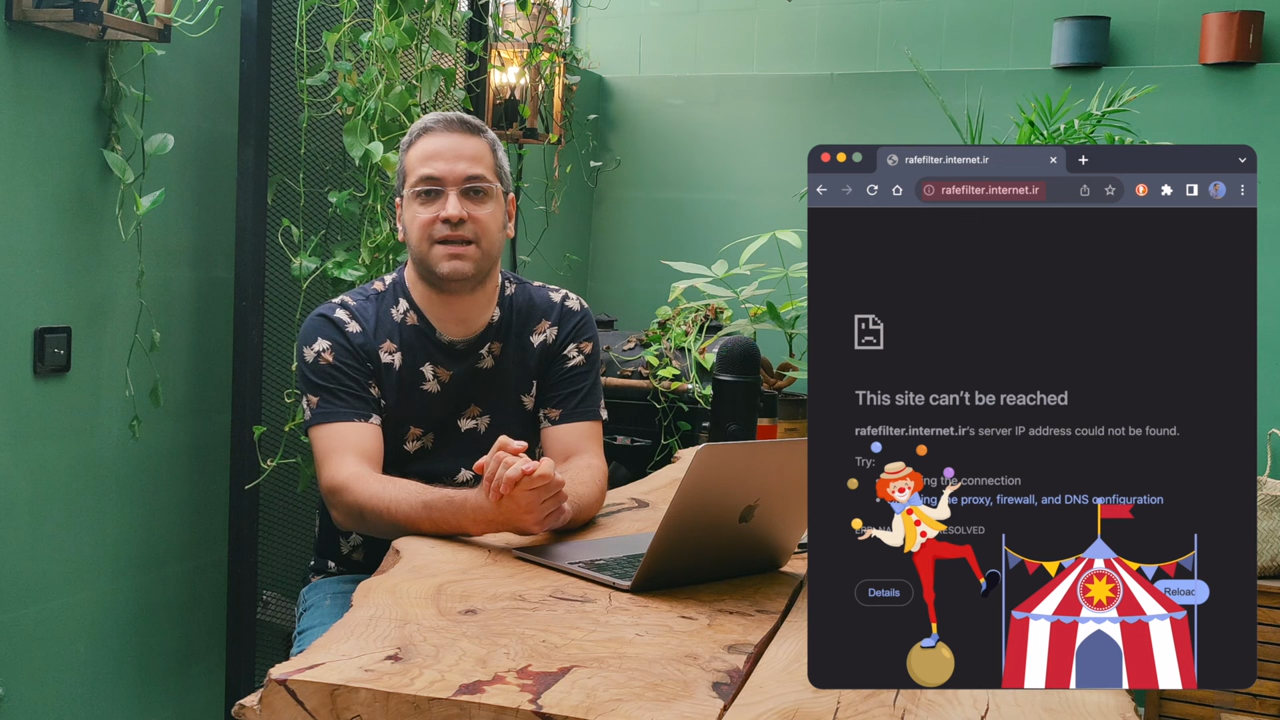 rafefilter.internet.ir
rafefilter.internet.ir
This site can't be reached
rafefilter.internet.ir's server IP address could not be found.
Try:
the connection
the proxy, firewall, and DNS configuration
Details
Reload